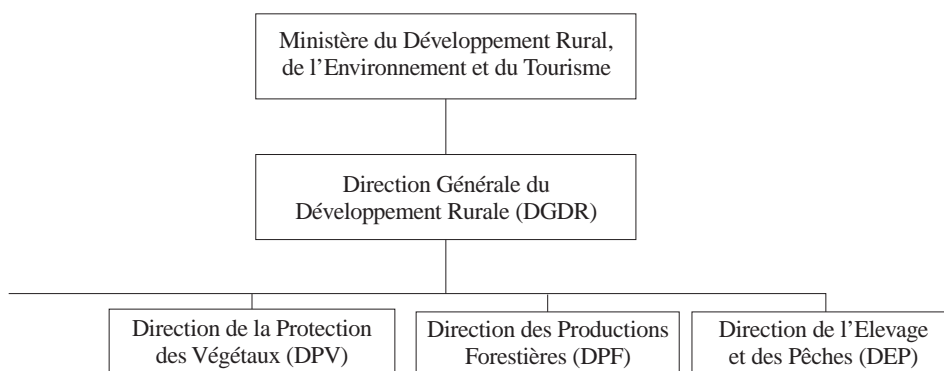 Ministère du Développement Rural,
de l’Environnement et du Tourisme
Direction Générale du
Développement Rurale (DGDR)
Direction de la Protection
des Végétaux (DPV)
Direction des Productions
Forestières (DPF)
Direction de l’Elevage
et des Pêches (DEP)